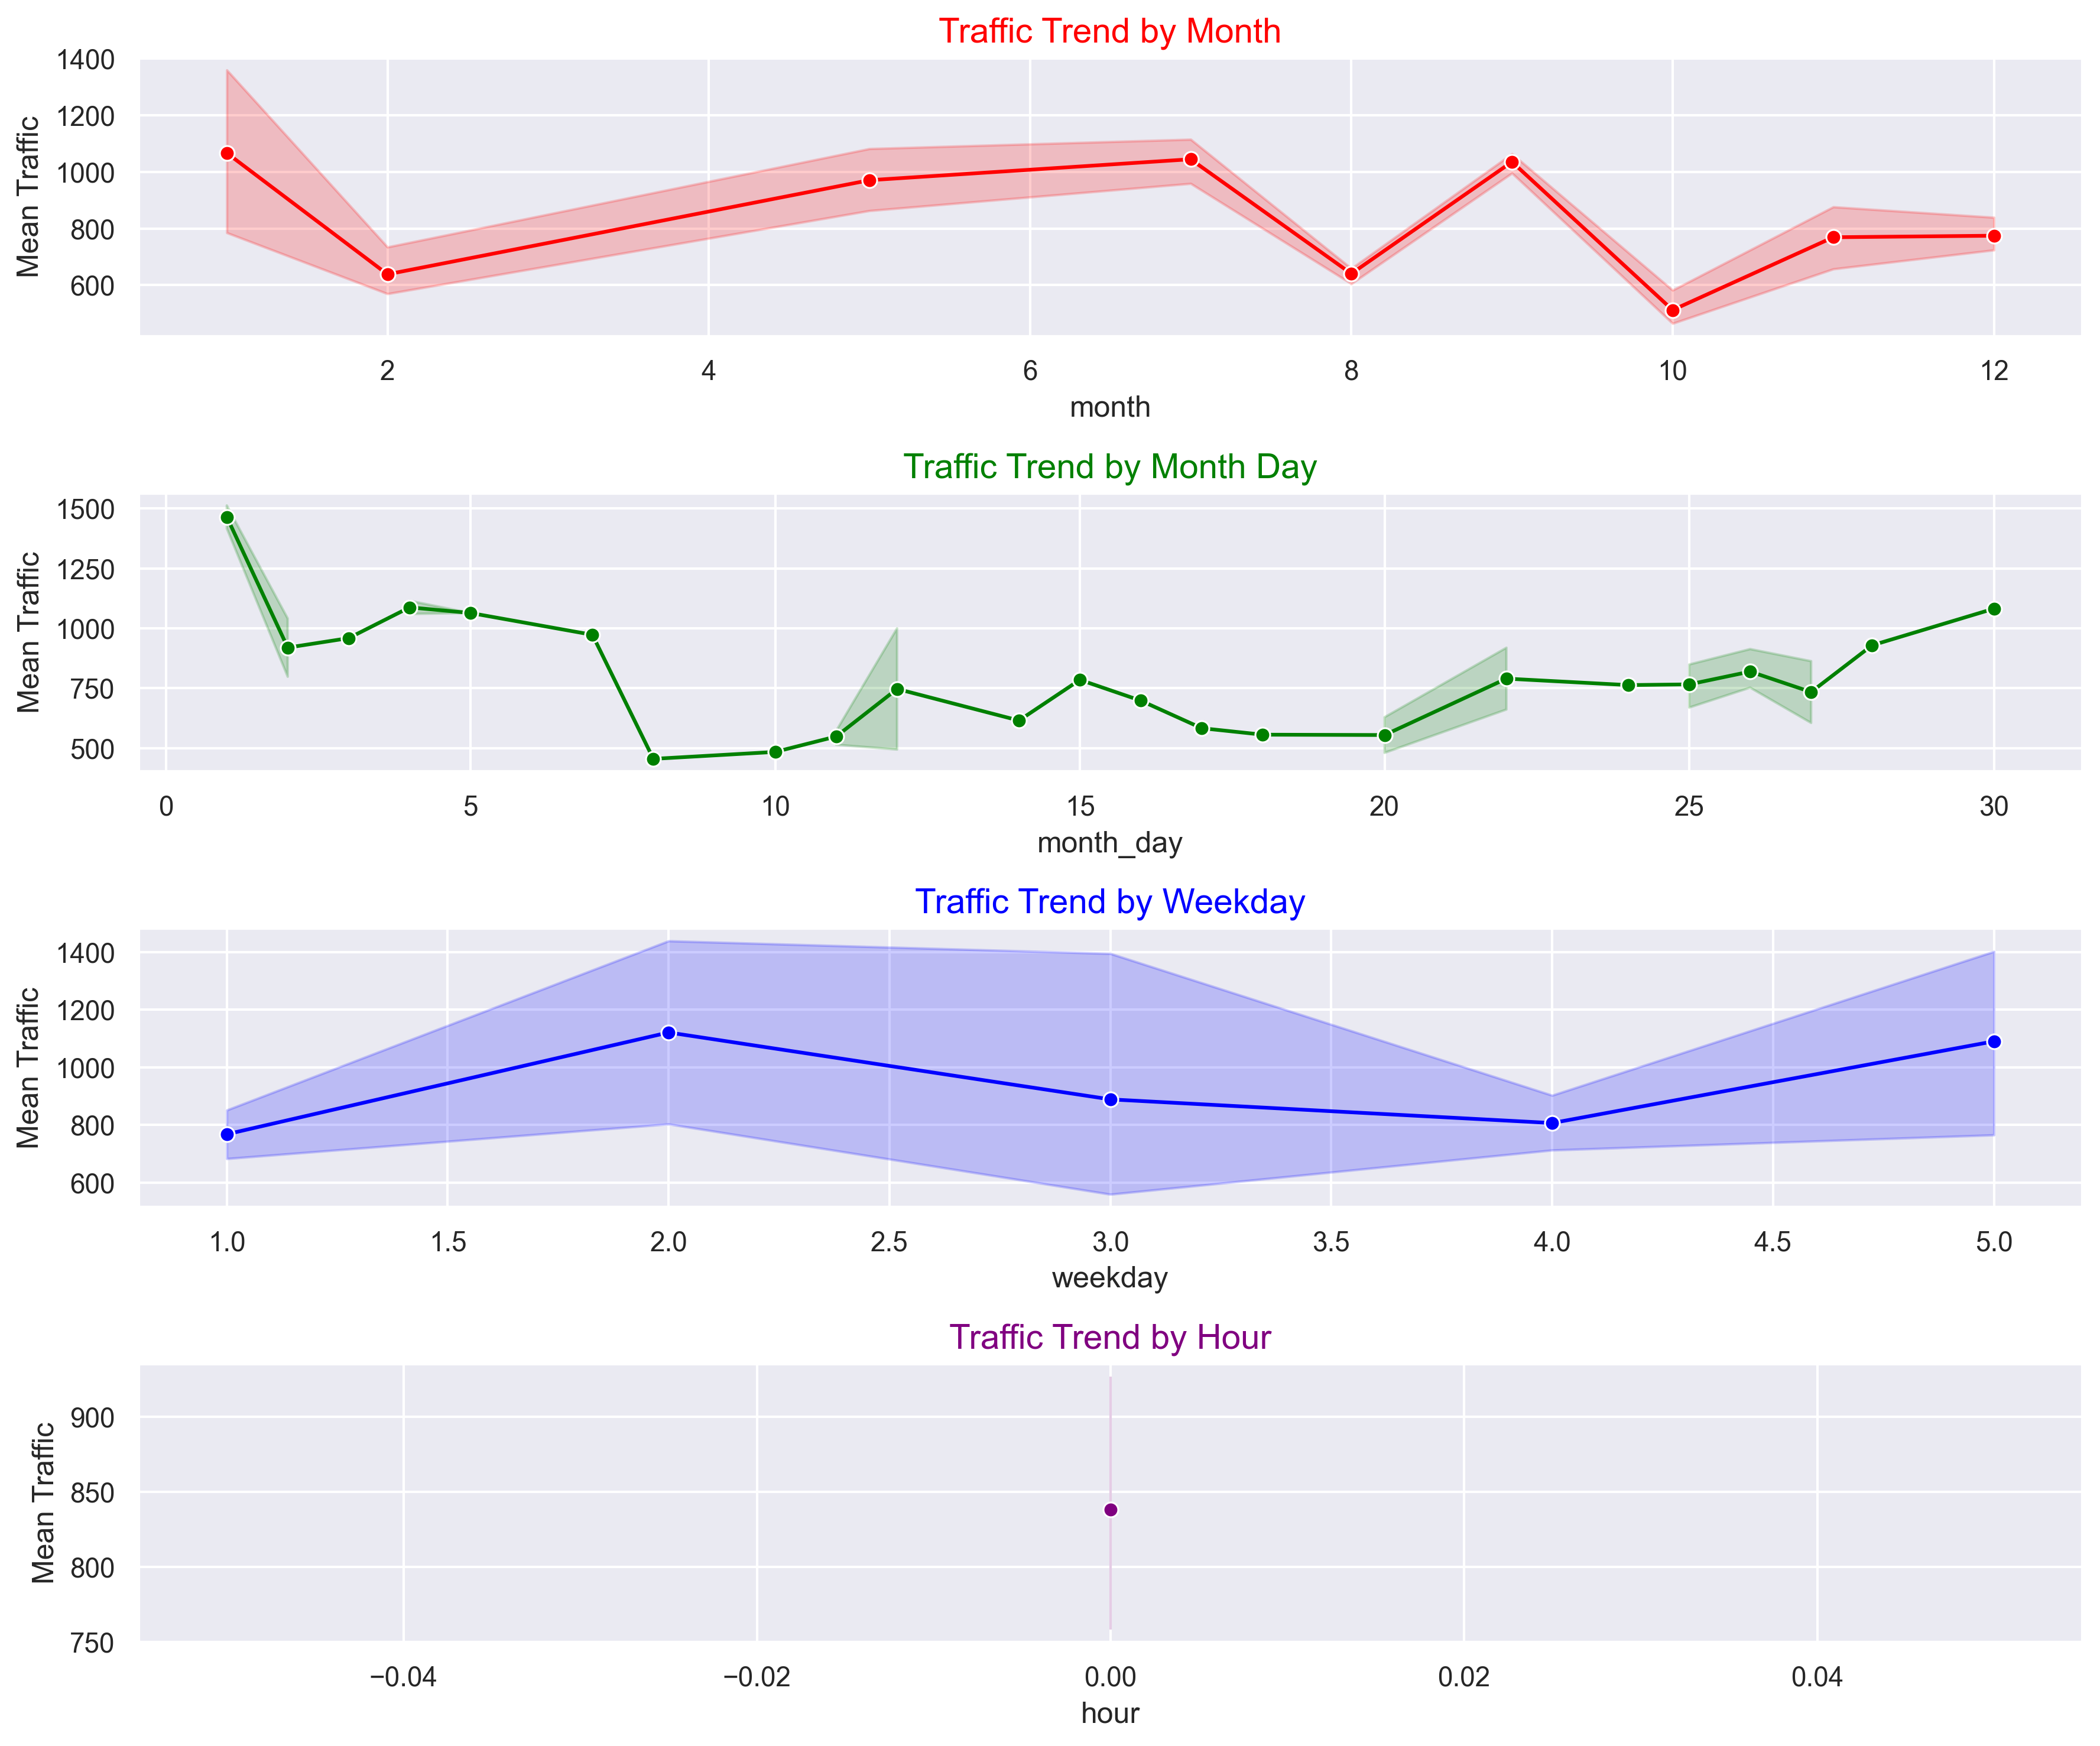 Traffic Trend by Month
Mean Traffic
1400
1200
1000
800
600
2 4 6 8 10 12
month
Traffic Trend by Month Day
Mean Traffic
1500
1250
1000
750
500
0 5 10 15 20 25 30
month_day
Traffic Trend by Weekday
Mean Traffic
1400
1200
1000
800
600
1.0 1.5 2.0 2.5 3.0 3.5 4.0 4.5 5.0
weekday
Traffic Trend by Hour
Mean Traffic
900
850
800
750
−0.04 −0.02 0.00 0.02 0.04
hour